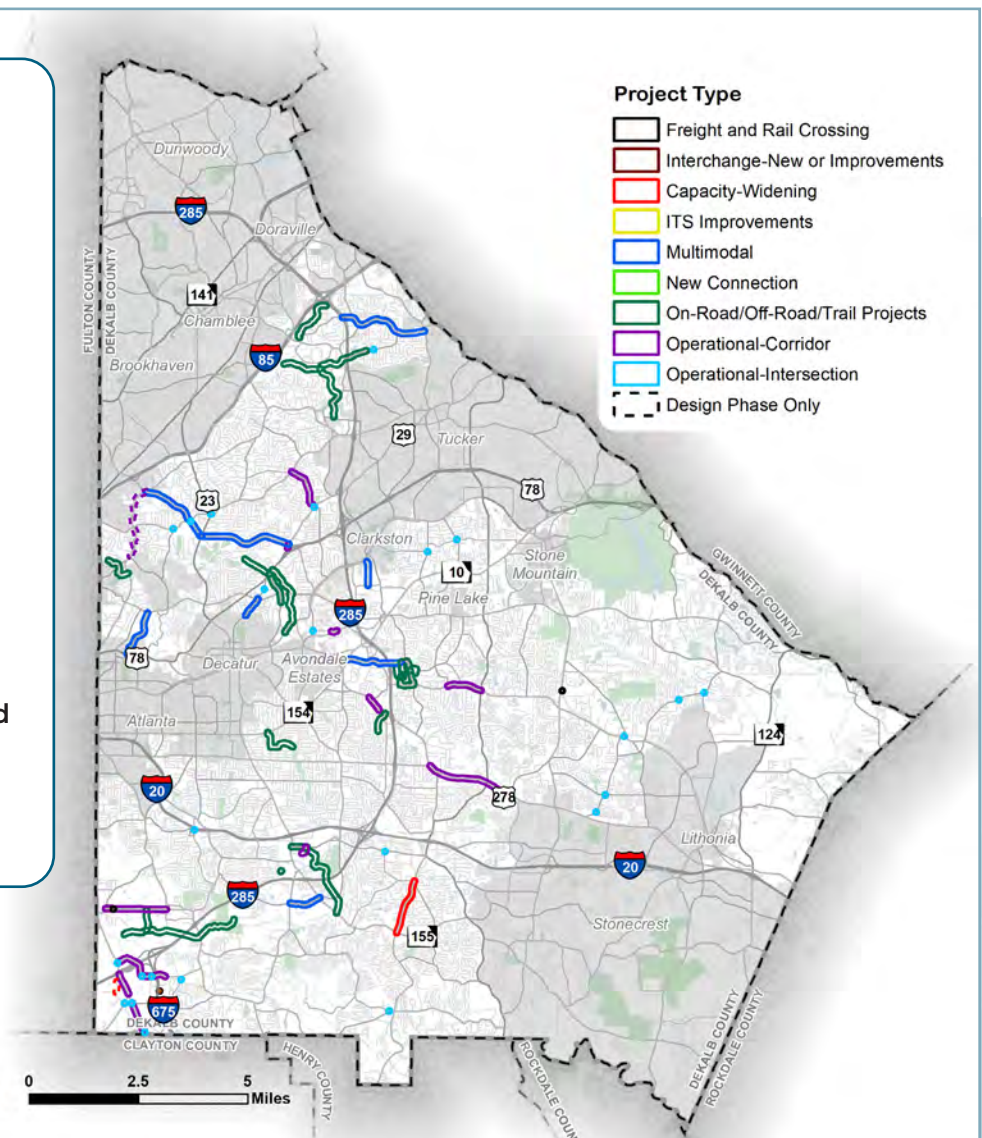 d
Project Type
Freight and Rail Crossing
Interchange-New or Improvements
Capacity-Widening
ITS Improvements
Multimodal
New Connection
On-Road/Off-Road/Trail Projects
Operational-Corridor
Operational-Intersection
Design Phase Only
Dunwoody
285
Doraville
FULTON COUNTY
DEKALB COUNTY
141
Chamblee
85
Brookhaven
29
Tucker
78
23
Clarkston
Stone
Mountain
10
Pine Lake
GWINNETT COUNTY
DEKALB COUNTY
285
78
Decatur
Avondale
Estates
154
Atlanta
124
20
278
Lithonia
20
285
Stonecrest
155
675
DEKALB COUNTY
CLAYTON COUNTY
HENRY COUNTY
ROCKDALE COUN
DEKALB COUNTY
ROCKDALE COUNTY
0 2.5 5
Miles